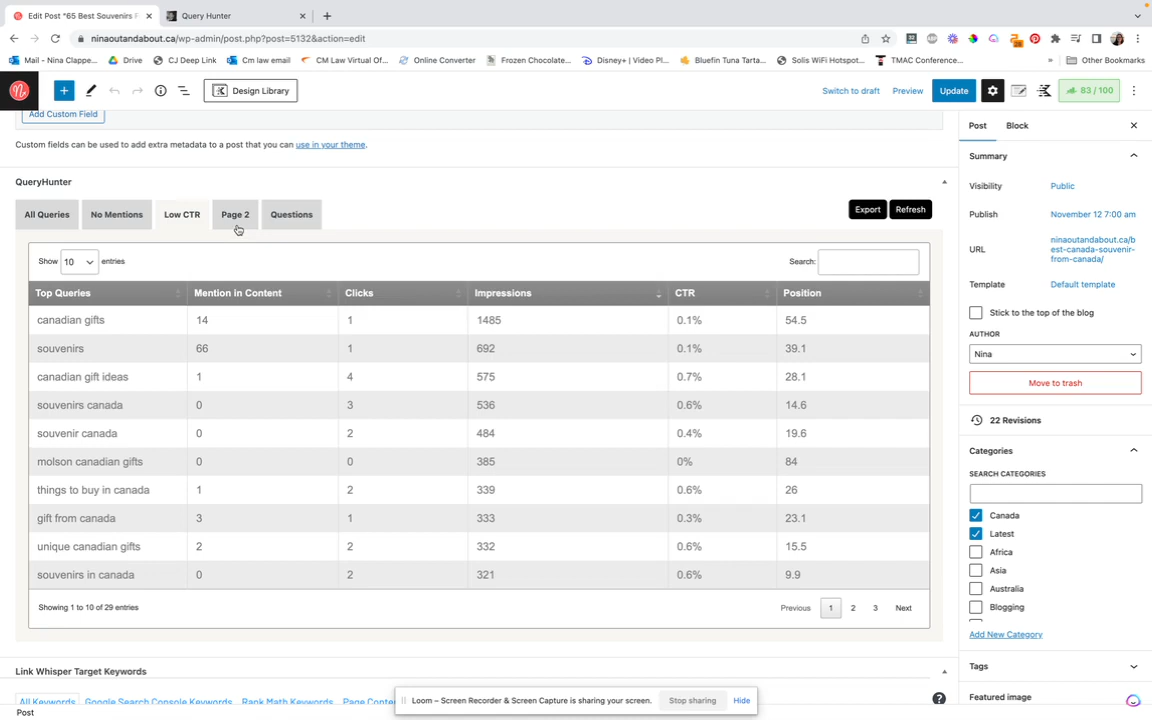 Edit Post "65 Best Souvenirs F
Query Hunter
ninaoutandabout.ca/wp-admin/post.php?post=5132&action=edit
Mail - Nina Clappe...
Drive
CJ Deep Link
Cm law email
CM Law Virtual Of...
Online Converter
Frozen Chocolate...
Disney+ | Video Pl...
Bluefin Tuna Tarta...
Solis WiFi Hotspot...
TMAC Conference...
»
Other Bookmarks
Design Library
Switch to draft
Preview
Update
83 / 100
Add Custom Field
Custom fields can be used to add extra metadata to a post that you can use in your theme.
QueryHunter
All Queries
No Mentions
Low CTR
Page 2
Questions
Export
Refresh
Show 10 entries
Search:
Top Queries Mention in Content Clicks Impressions CTR Position
canadian gifts 14 1 1485 0.1% 54.5
souvenirs 66 1 692 0.1% 39.1
canadian gift ideas 1 4 575 0.7% 28.1
souvenirs canada 0 3 536 0.6% 14.6
souvenir canada 0 2 484 0.4% 19.6
molson canadian gifts 0 0 385 0% 84
things to buy in canada 1 2 339 0.6% 26
gift from canada 3 1 333 0.3% 23.1
unique canadian gifts 2 2 332 0.6% 15.5
souvenirs in canada 0 2 321 0.6% 9.9
Showing 1 to 10 of 29 entries
Previous 1 2 3 Next
Link Whisper Target Keywords
All Keywords
Google Search Console Keywords
Rank Math Keywords
Page Conte
Post
Loom – Screen Recorder & Screen Capture is sharing your screen.
Stop sharing
Hide
Post
Block
Summary
Visibility Public
Publish November 12 7:00 am
URL ninaoutandabout.ca/b
est-canada-souvenir-
from-canada/
Template Default template
Stick to the top of the blog
AUTHOR
Nina
Move to trash
22 Revisions
Categories
SEARCH CATEGORIES
Canada
Latest
Africa
Asia
Australia
Blogging
Add New Category
Tags
Featured image